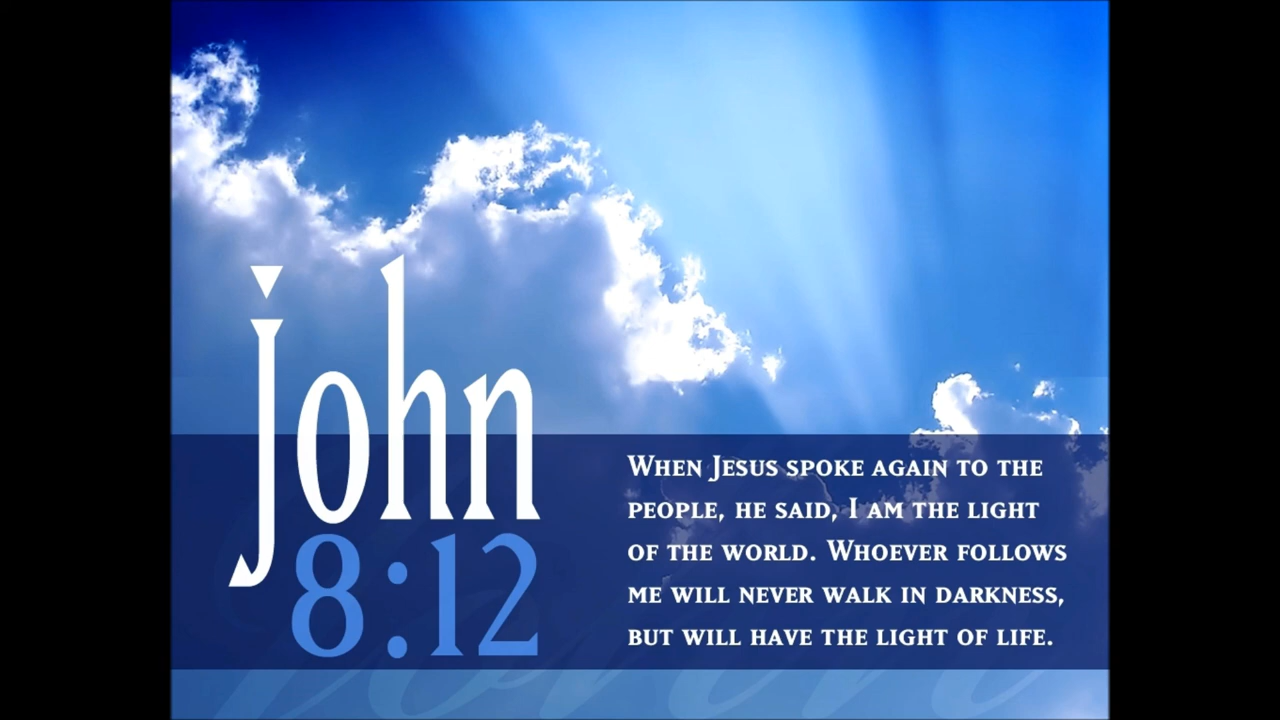 john
8:12
When Jesus spoke again to the
people, he said, I am the light
of the world. Whoever follows
me will never walk in darkness,
but will have the light of life.